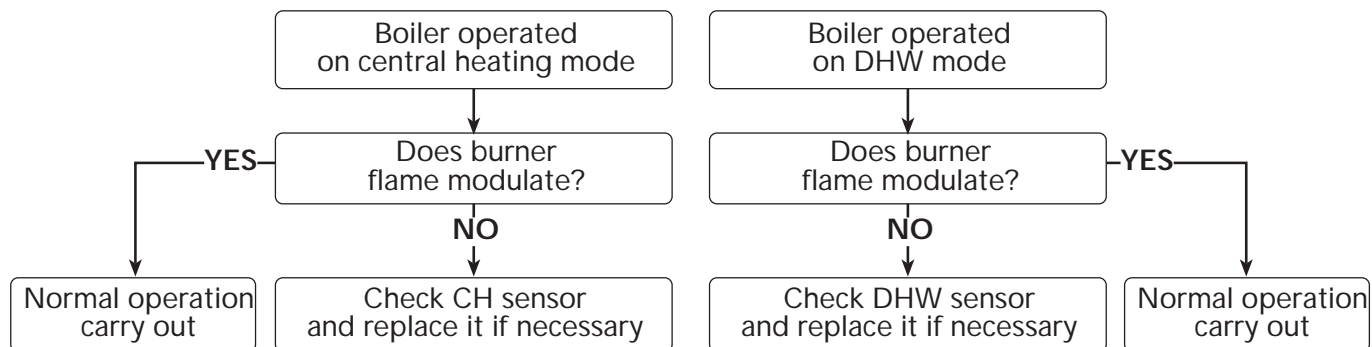 Boiler operated
on central heating mode
Boiler operated
on DHW mode
Does burner
flame modulate?
Does burner
flame modulate?
YES
YES
NO
NO
Normal operation
carry out
Check CH sensor
and replace it if necessary
Check DHW sensor
and replace it if necessary
Normal operation
carry out